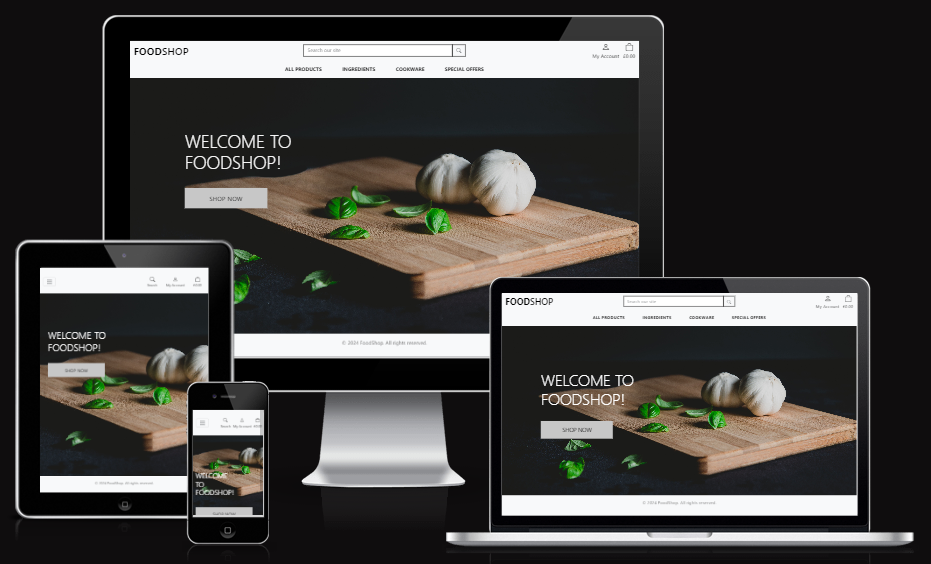 FOODSHOP
Search our site
My Account £0.00
ALL PRODUCTS INGREDIENTS COOKWARE SPECIAL OFFERS
WELCOME TO
FOODSHOP!
SHOP NOW
© 2024 FoodShop. All rights reserved.
Search My Account £0.00
WELCOME TO
FOODSHOP!
SHOP NOW
© 2024 FoodShop. All rights reserved.
Search My Account £0.00
WELCOME
TO
FOODSHOP!
SHOP NOW
FOODSHOP
Search our site
My Account £0.00
ALL PRODUCTS INGREDIENTS COOKWARE SPECIAL OFFERS
WELCOME TO
FOODSHOP!
SHOP NOW
© 2024 FoodShop. All rights reserved.